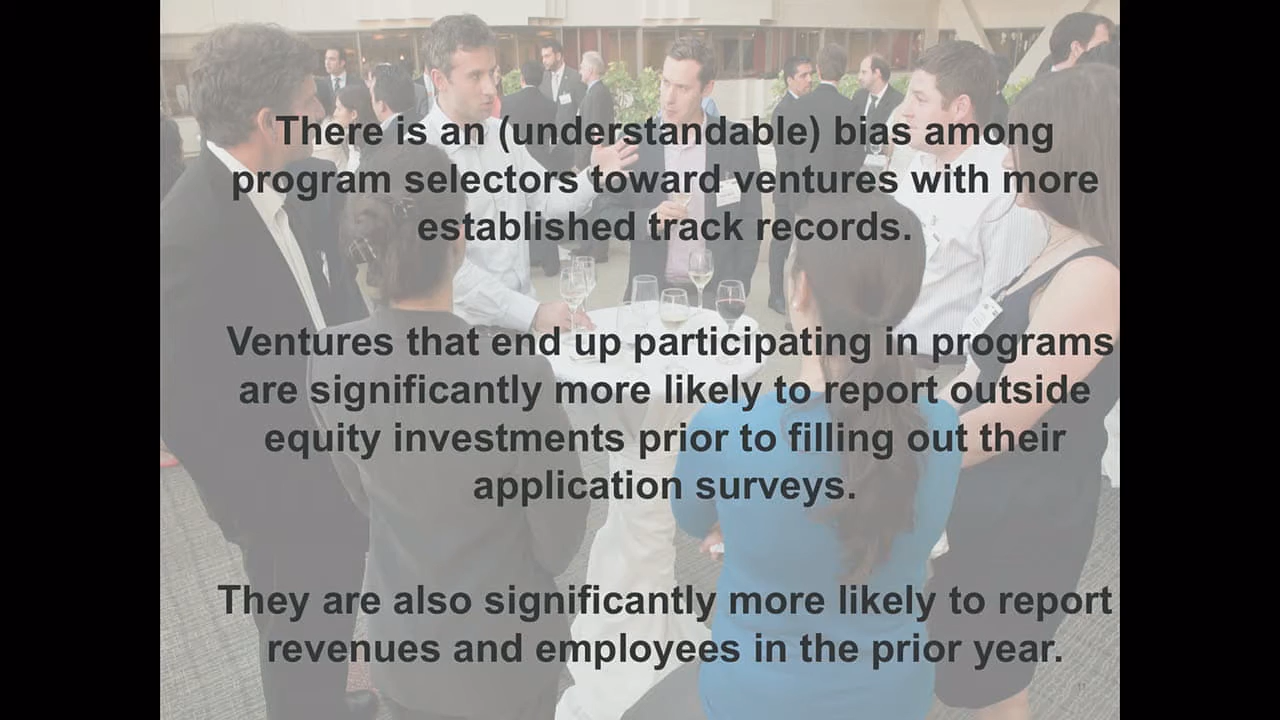 There is an (understandable) bias among
program selectors toward ventures with more
established track records.
Ventures that end up participating in programs
are significantly more likely to report outside
equity investments prior to filling out their
application surveys.
They are also significantly more likely to report
revenues and employees in the prior year.
11